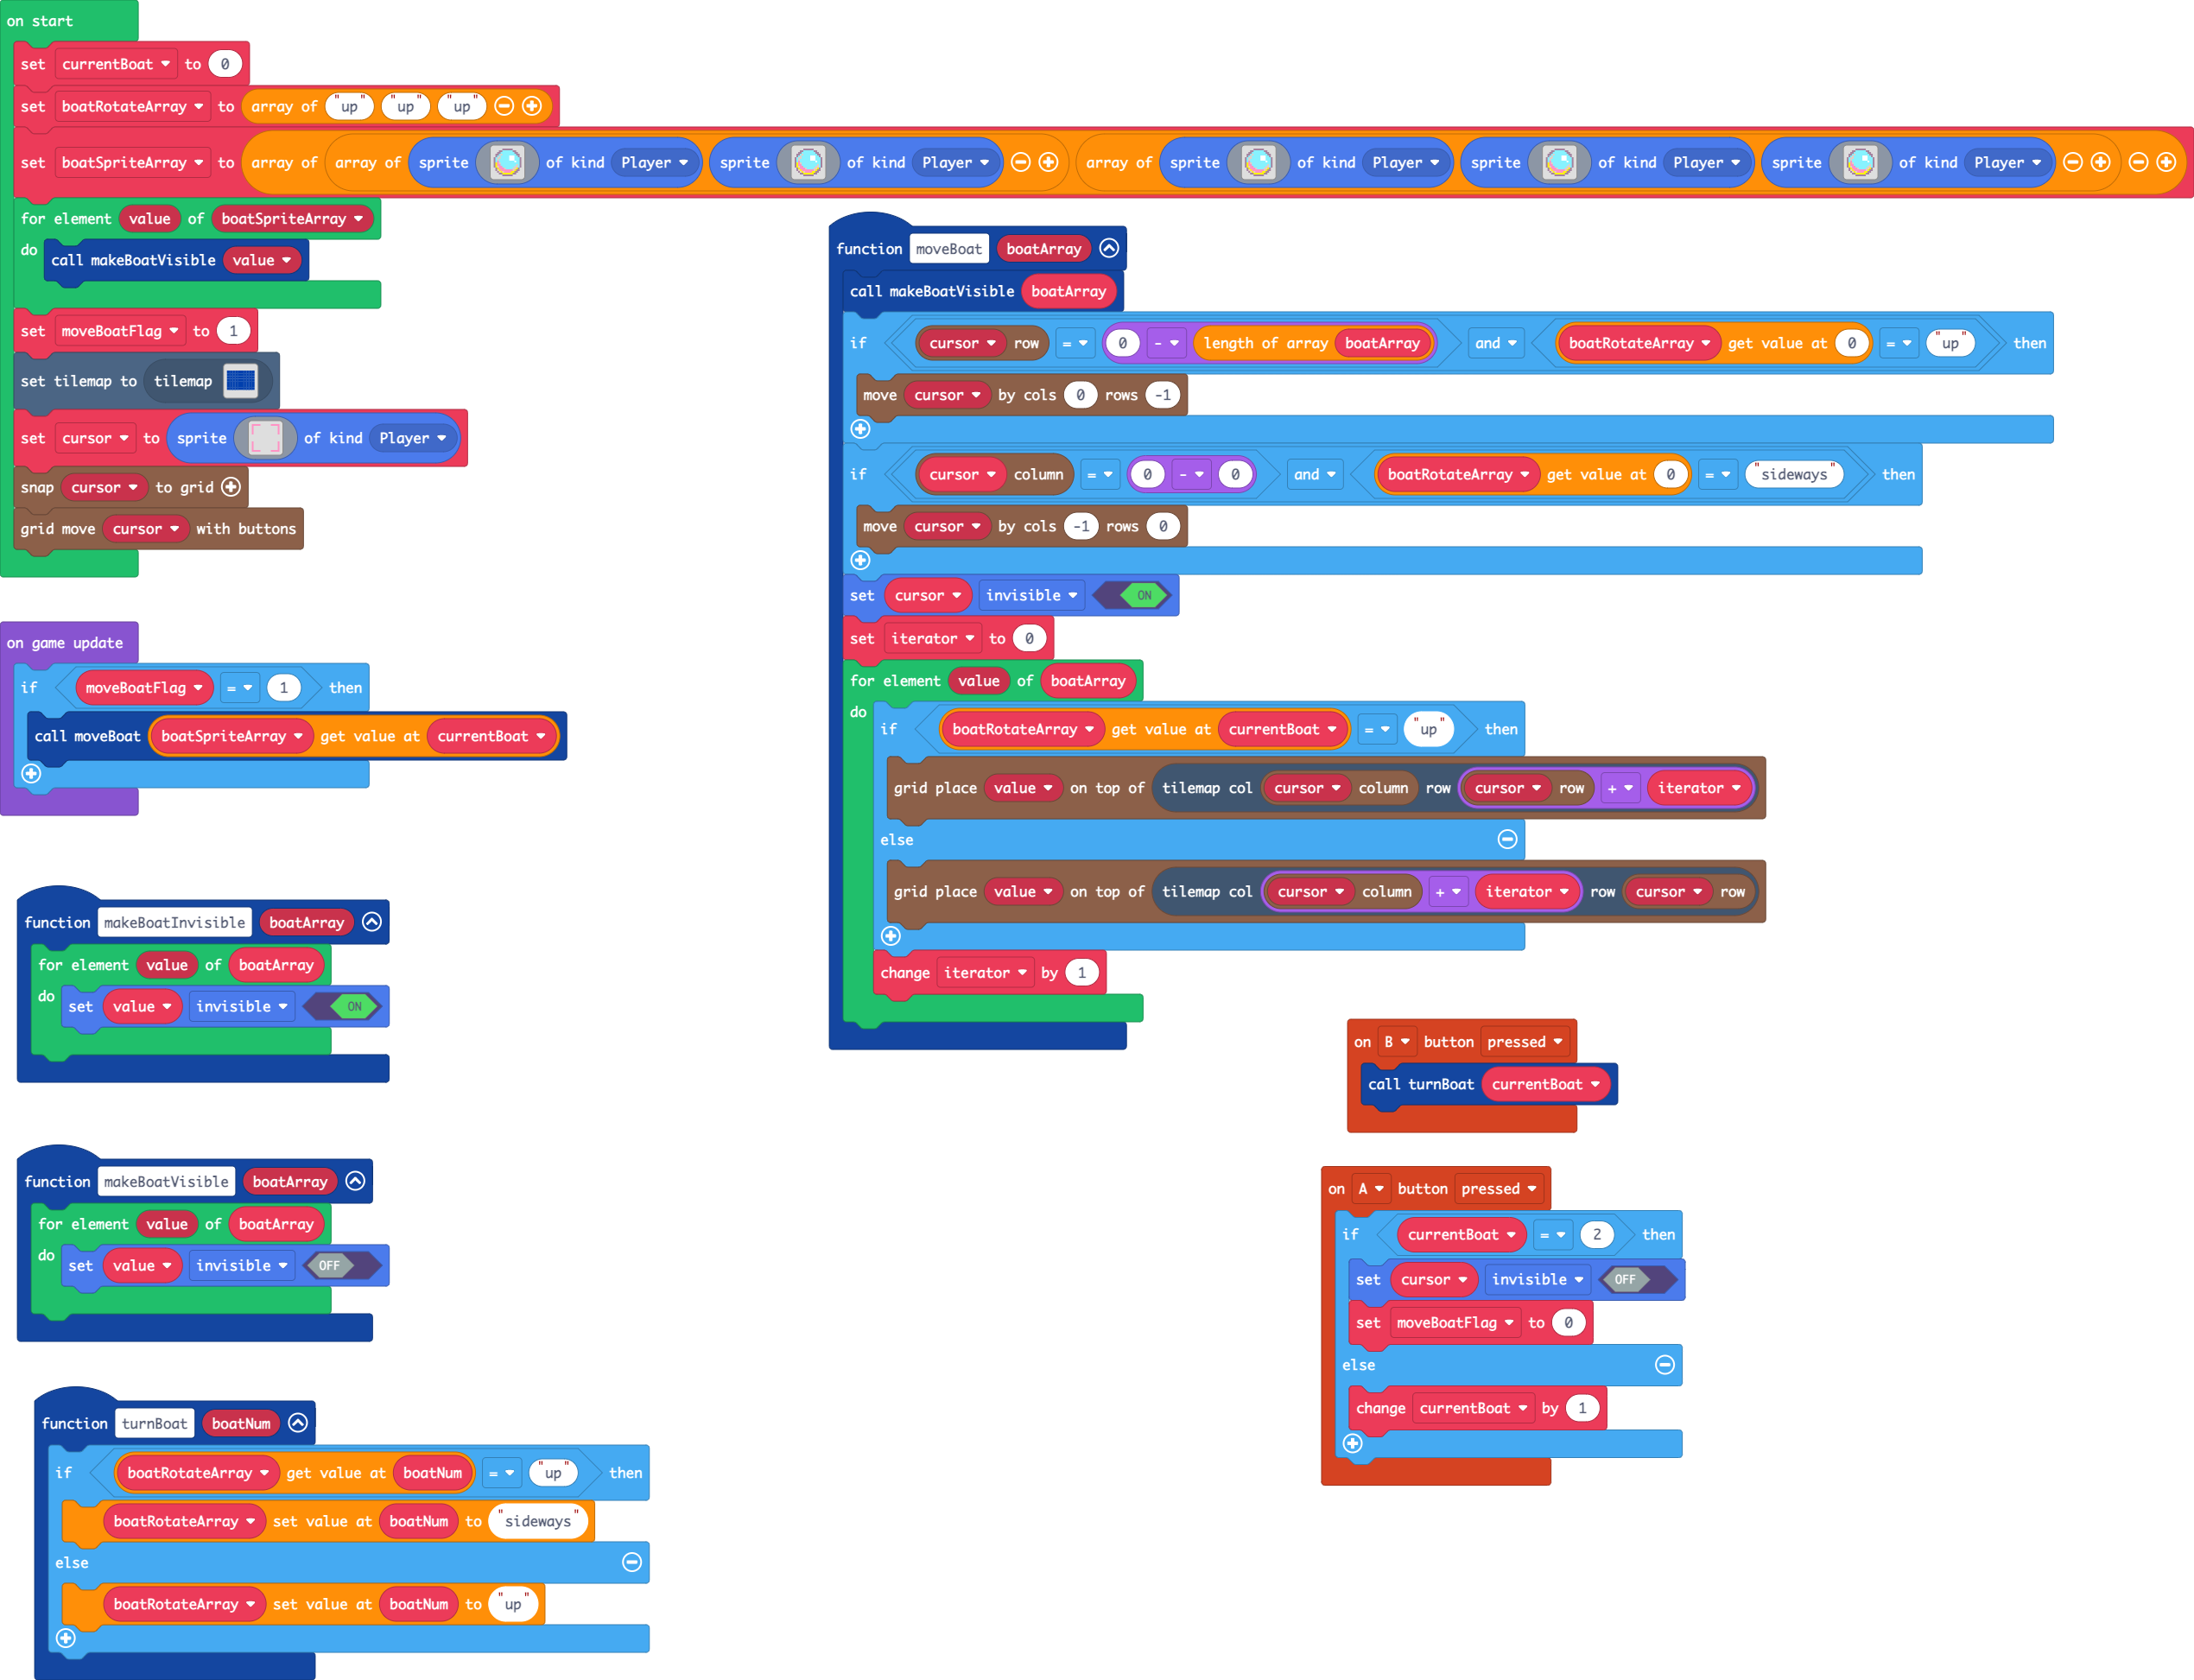 on start
set currentBoat to 0
set boatRotateArray to array of "up" "up" "up"
set boatSpriteArray to array of array of sprite of kind Player sprite of kind Player array of sprite of kind Player sprite of kind Player sprite of kind Player
for element value of boatSpriteArray
do call makeBoatVisible value
set moveBoatFlag to 1
set tilemap to tilemap
set cursor to sprite of kind Player
snap cursor to grid
grid move cursor with buttons
on game update
if moveBoatFlag = 1 then
call moveBoat boatSpriteArray get value at currentBoat
function makeBoatInvisible boatArray
for element value of boatArray
do set value invisible ON
function makeBoatVisible boatArray
for element value of boatArray
do set value invisible OFF
function turnBoat boatNum
if boatRotateArray get value at boatNum = "up" then
boatRotateArray set value at boatNum to "sideways"
else
boatRotateArray set value at boatNum to "up"
function moveBoat boatArray
call makeBoatVisible boatArray
if cursor row = 0 - length of array boatArray and boatRotateArray get value at 0 = "up" then
move cursor by cols 0 rows -1
if cursor column = 0 - 0 and boatRotateArray get value at 0 = "sideways" then
move cursor by cols -1 rows 0
set cursor invisible ON
set iterator to 0
for element value of boatArray
do if boatRotateArray get value at currentBoat = "up" then
grid place value on top of tilemap col cursor column row cursor row + iterator
else
grid place value on top of tilemap col cursor column + iterator row cursor row
change iterator by 1
on B button pressed
call turnBoat currentBoat
on A button pressed
if currentBoat = 2 then
set cursor invisible OFF
set moveBoatFlag to 0
else
change currentBoat by 1